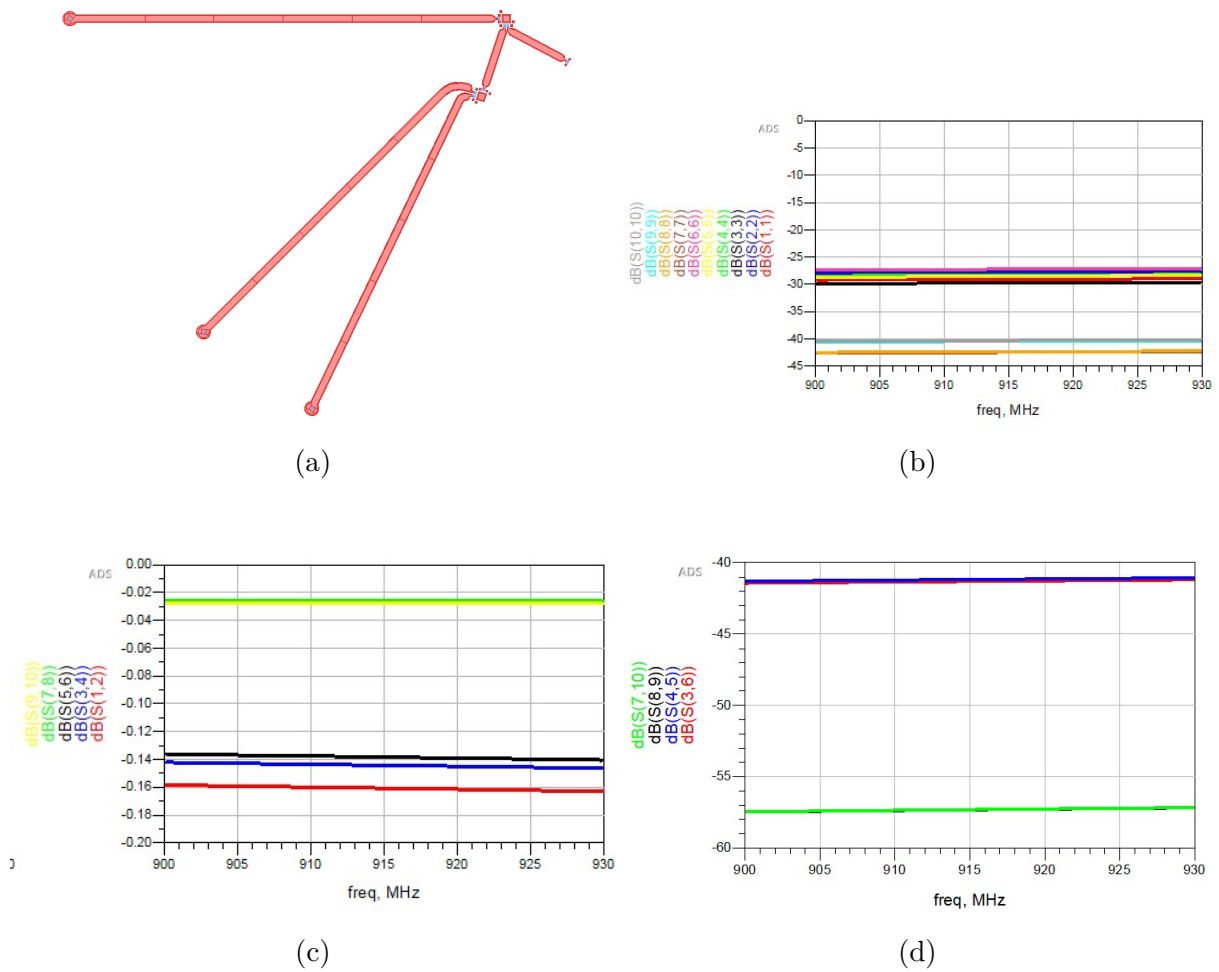 ADS
0
-5
-10
-15
-20
-25
-30
-35
-40
-45
dB(S(10,10))
dB(S(9,9))
dB(S(8,8))
dB(S(7,7))
dB(S(6,6))
dB(S(5,5))
dB(S(4,4))
dB(S(3,3))
dB(S(2,2))
dB(S(1,1))
900 905 910 915 920 925 930
freq, MHz
(a)
(b)
ADS
0.00
-0.02
-0.04
-0.06
-0.08
-0.10
-0.12
-0.14
-0.16
-0.18
-0.20
dB(S(9,10))
dB(S(7,8))
dB(S(5,6))
dB(S(3,4))
dB(S(1,2))
900 905 910 915 920 925 930
freq, MHz
ADS
-40
-45
-50
-55
-60
dB(S(7,10))
dB(S(8,9))
dB(S(4,5))
dB(S(3,6))
900 905 910 915 920 925 930
freq, MHz
(c)
(d)